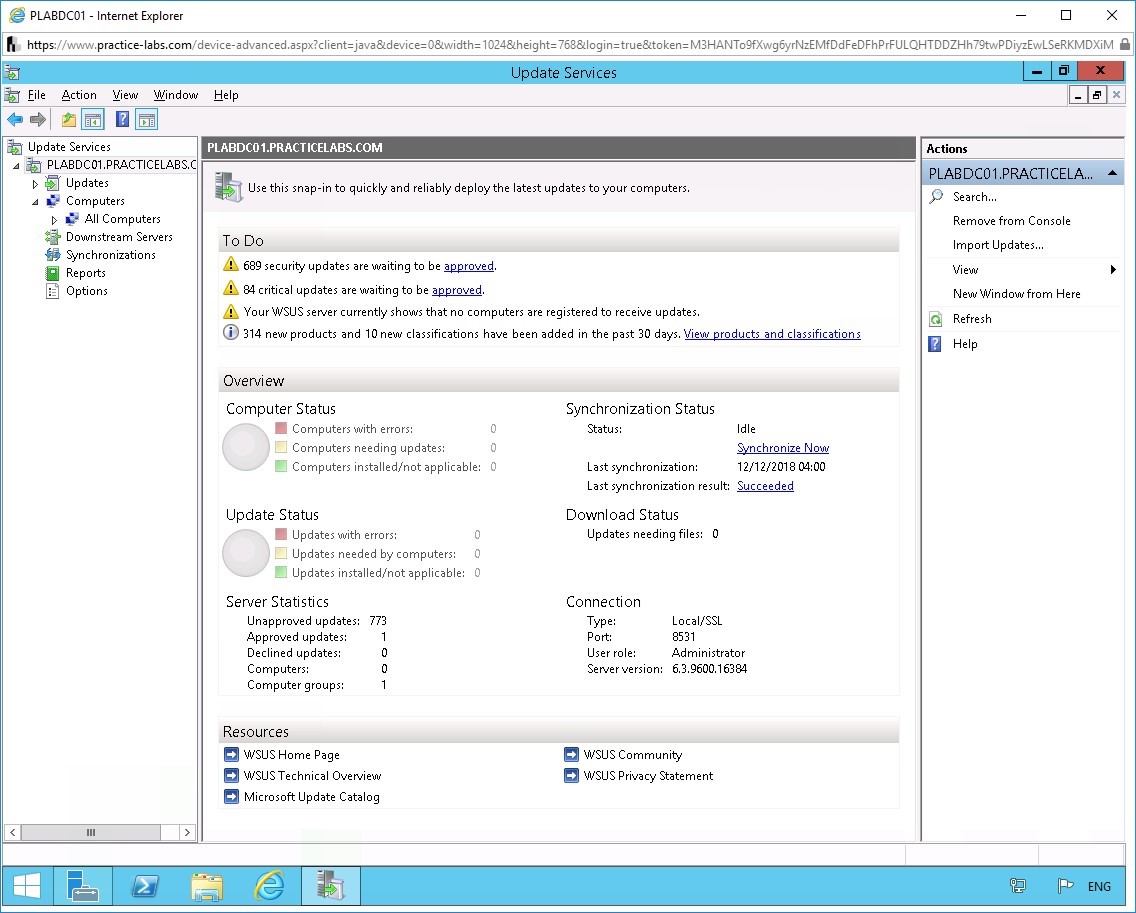 PLABDC01 - Internet Explorer
https://www.practice-labs.com/device-advanced.aspx?client=java&device=0&width=1024&height=768&login=true&token=M3HANTo9fXwg6yrNzEMfDdFeDFhPrFULQHTDDZHh79twPDiyzEwLSeRKMDXiM
Update Services
File Action View Window Help
Update Services
PLABDC01.PRACTICELABS.C
Updates
Computers
All Computers
Downstream Servers
Synchronizations
Reports
Options
PLABDC01.PRACTICELABS.COM
Use this snap-in to quickly and reliably deploy the latest updates to your computers.
To Do
689 security updates are waiting to be approved.
84 critical updates are waiting to be approved.
Your WSUS server currently shows that no computers are registered to receive updates.
314 new products and 10 new classifications have been added in the past 30 days. View products and classifications
Overview
Computer Status
Computers with errors: 0
Computers needing updates: 0
Computers installed/not applicable: 0
Synchronization Status
Status: Idle
Synchronize Now
Last synchronization: 12/12/2018 04:00
Last synchronization result: Succeeded
Update Status
Updates with errors: 0
Updates needed by computers: 0
Updates installed/not applicable: 0
Download Status
Updates needing files: 0
Server Statistics
Unapproved updates: 773
Approved updates: 1
Declined updates: 0
Computers: 0
Computer groups: 1
Connection
Type: Local/SSL
Port: 8531
User role: Administrator
Server version: 6.3.9600.16384
Resources
WSUS Home Page
WSUS Technical Overview
Microsoft Update Catalog
WSUS Community
WSUS Privacy Statement
Actions
PLABDC01.PRACTICELA...
Search...
Remove from Console
Import Updates...
View
New Window from Here
Refresh
Help
ENG